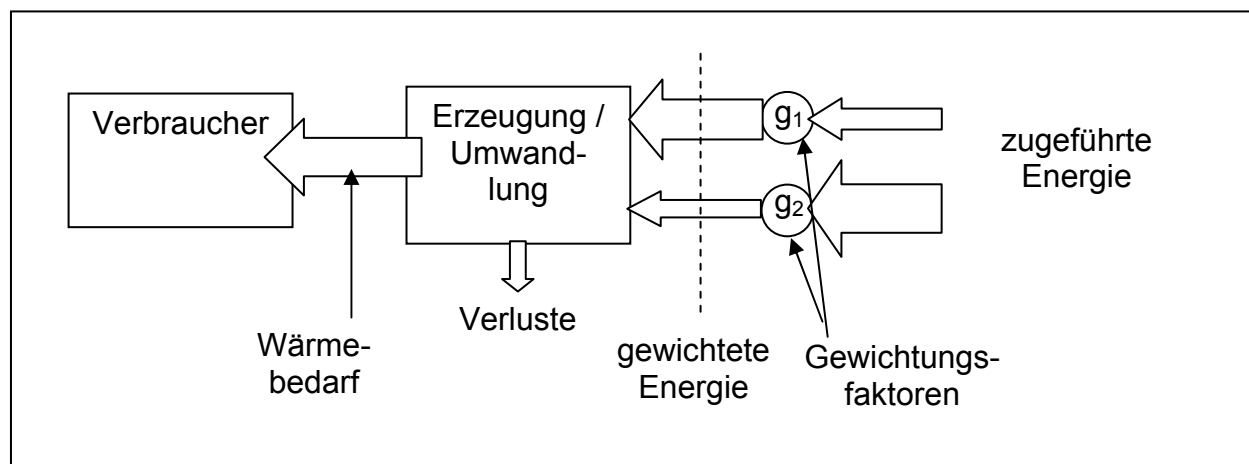 Verbraucher
Erzeugung /
Umwand-
lung
g₁
g₂
zugeführte
Energie
Verluste
Wärme-
bedarf
gewichtete
Energie
Gewichtungs-
faktoren